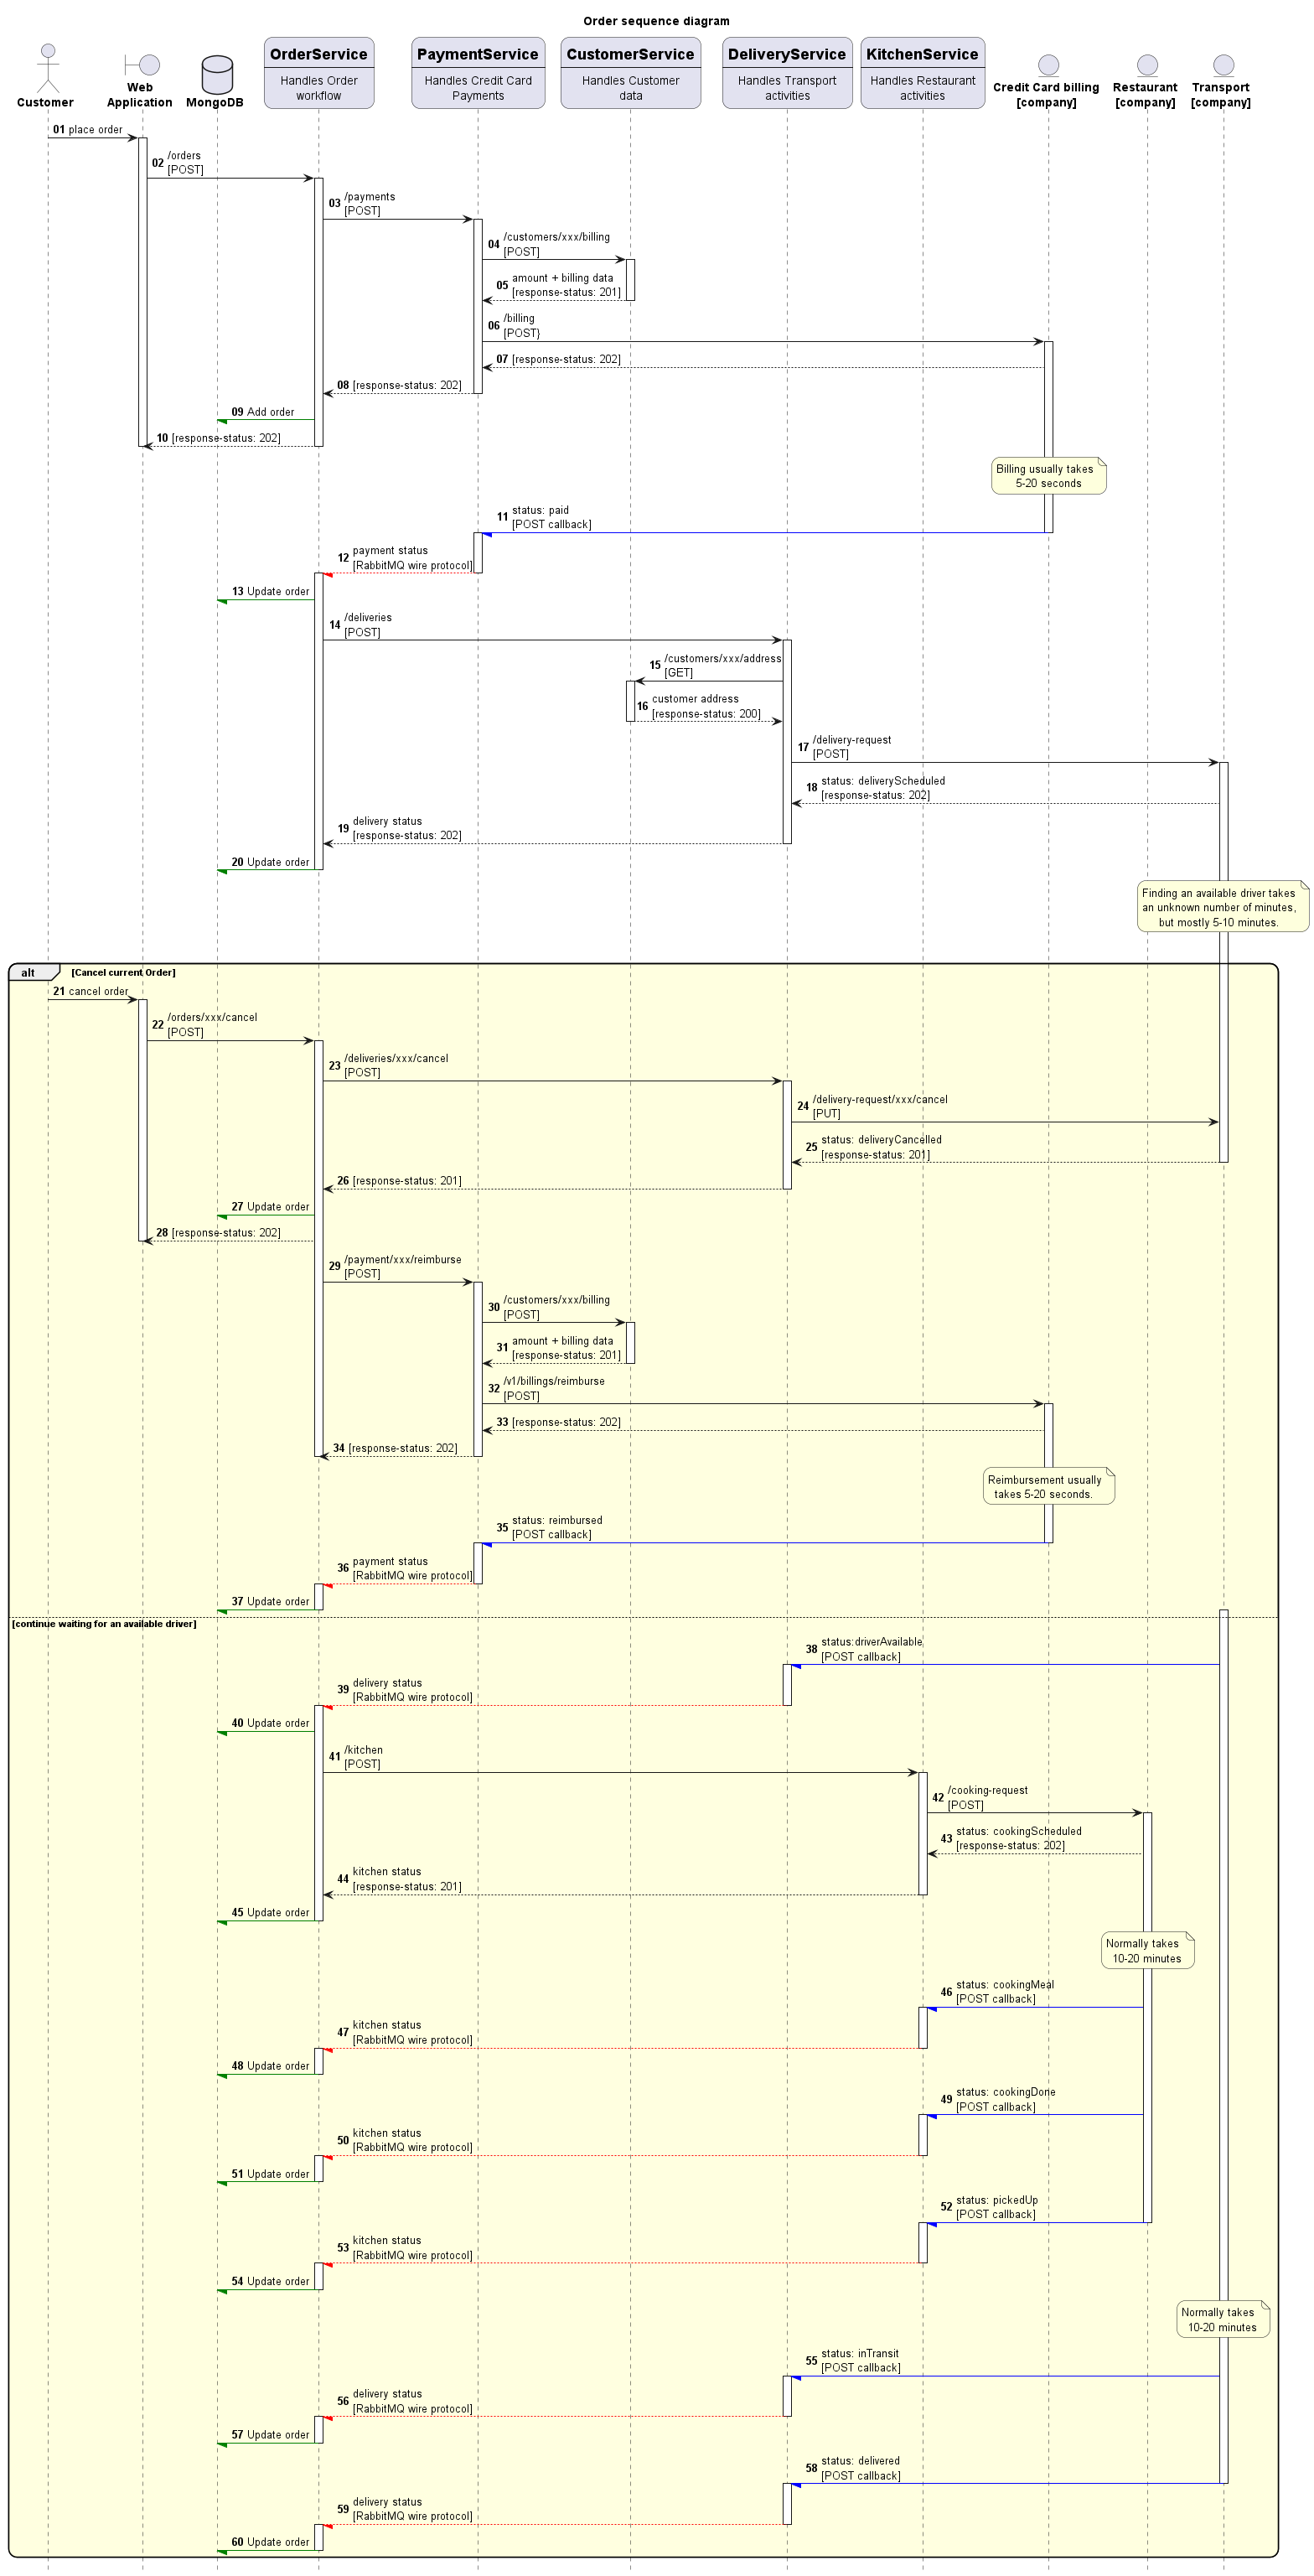 Order sequence diagram
Customer
Web
Application
MongoDB
OrderService
Handles Order
workflow
PaymentService
Handles Credit Card
Payments
CustomerService
Handles Customer
data
DeliveryService
Handles Transport
activities
KitchenService
Handles Restaurant
activities
Credit Card billing
[company]
Restaurant
[company]
Transport
[company]
01 place order
02 /orders
[POST]
03 /payments
[POST]
04 /customers/xxx/billing
[POST]
05 amount + billing data
[response-status: 201]
06 /billing
[POST}
07 [response-status: 202]
08 [response-status: 202]
09 Add order
10 [response-status: 202]
Billing usually takes
5-20 seconds
11 status: paid
[POST callback]
12 payment status
[RabbitMQ wire protocol]
13 Update order
14 /deliveries
[POST]
15 /customers/xxx/address
[GET]
16 customer address
[response-status: 200]
17 /delivery-request
[POST]
18 status: deliveryScheduled
[response-status: 202]
19 delivery status
[response-status: 202]
20 Update order
Finding an available driver takes
an unknown number of minutes,
but mostly 5-10 minutes.
alt [Cancel current Order]
21 cancel order
22 /orders/xxx/cancel
[POST]
23 /deliveries/xxx/cancel
[POST]
24 /delivery-request/xxx/cancel
[PUT]
25 status: deliveryCancelled
[response-status: 201]
26 [response-status: 201]
27 Update order
28 [response-status: 202]
29 /payment/xxx/reimburse
[POST]
30 /customers/xxx/billing
[POST]
31 amount + billing data
[response-status: 201]
32 /v1/billings/reimburse
[POST]
33 [response-status: 202]
34 [response-status: 202]
Reimbursement usually
takes 5-20 seconds.
35 status: reimbursed
[POST callback]
36 payment status
[RabbitMQ wire protocol]
37 Update order
[continue waiting for an available driver]
38 status:driverAvailable
[POST callback]
39 delivery status
[RabbitMQ wire protocol]
40 Update order
41 /kitchen
[POST]
42 /cooking-request
[POST]
43 status: cookingScheduled
[response-status: 202]
44 kitchen status
[response-status: 201]
45 Update order
Normally takes
10-20 minutes
46 status: cookingMeal
[POST callback]
47 kitchen status
[RabbitMQ wire protocol]
48 Update order
49 status: cookingDone
[POST callback]
50 kitchen status
[RabbitMQ wire protocol]
51 Update order
52 status: pickedUp
[POST callback]
53 kitchen status
[RabbitMQ wire protocol]
54 Update order
Normally takes
10-20 minutes
55 status: inTransit
[POST callback]
56 delivery status
[RabbitMQ wire protocol]
57 Update order
58 status: delivered
[POST callback]
59 delivery status
[RabbitMQ wire protocol]
60 Update order